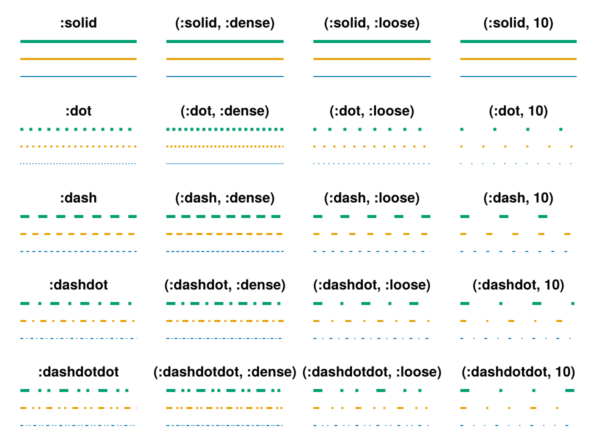 :solid (:solid, :dense) (:solid, :loose) (:solid, 10)
:dot (:dot, :dense) (:dot, :loose) (:dot, 10)
:dash (:dash, :dense) (:dash, :loose) (:dash, 10)
:dashdot (:dashdot, :dense) (:dashdot, :loose) (:dashdot, 10)
:dashdotdot (:dashdotdot, :dense) (:dashdotdot, :loose) (:dashdotdot, 10)